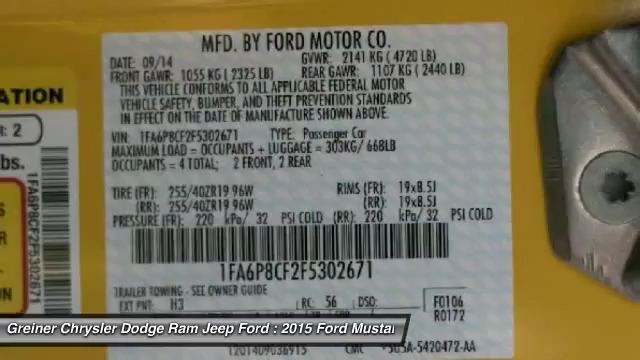 MFD. BY FORD MOTOR CO.
DATE: 09/14
GVWR: 2141 KG ( 4720 LB)
FRONT GAWR: 1055 KG ( 2325 LB)
REAR GAWR: 1107 KG ( 2440 LB)
THIS VEHICLE CONFORMS TO ALL APPLICABLE FEDERAL MOTOR
VEHICLE SAFETY, BUMPER, AND THEFT PREVENTION STANDARDS
IN EFFECT ON THE DATE OF MANUFACTURE SHOWN ABOVE.
VIN: 1FA6P8CF2F5302671 TYPE: Passenger Car
MAXIMUM LOAD = OCCUPANTS + LUGGAGE = 303KG/ 668LB
OCCUPANTS = 4 TOTAL; 2 FRONT, 2 REAR
TIRE (FR): 255/40ZR19 96W RIMS (FR): 19x8.5J
(RR): 255/40ZR19 96W (RR): 19x8.5J
PRESSURE (FR): 220 kPa/ 32 PSI COLD (RR): 220 kPa/ 32 PSI COLD
1FA6P8CF2F5302671
TRAILER TOWING - SEE OWNER GUIDE
EXT PNT: H3 RC: 56 DSO: F0106
R0172
1201409036915
5420472-AA
ATION
: 2
bs.
1FA6P8CF2F5302671
Greiner Chrysler Dodge Ram Jeep Ford : 2015 Ford Mustar